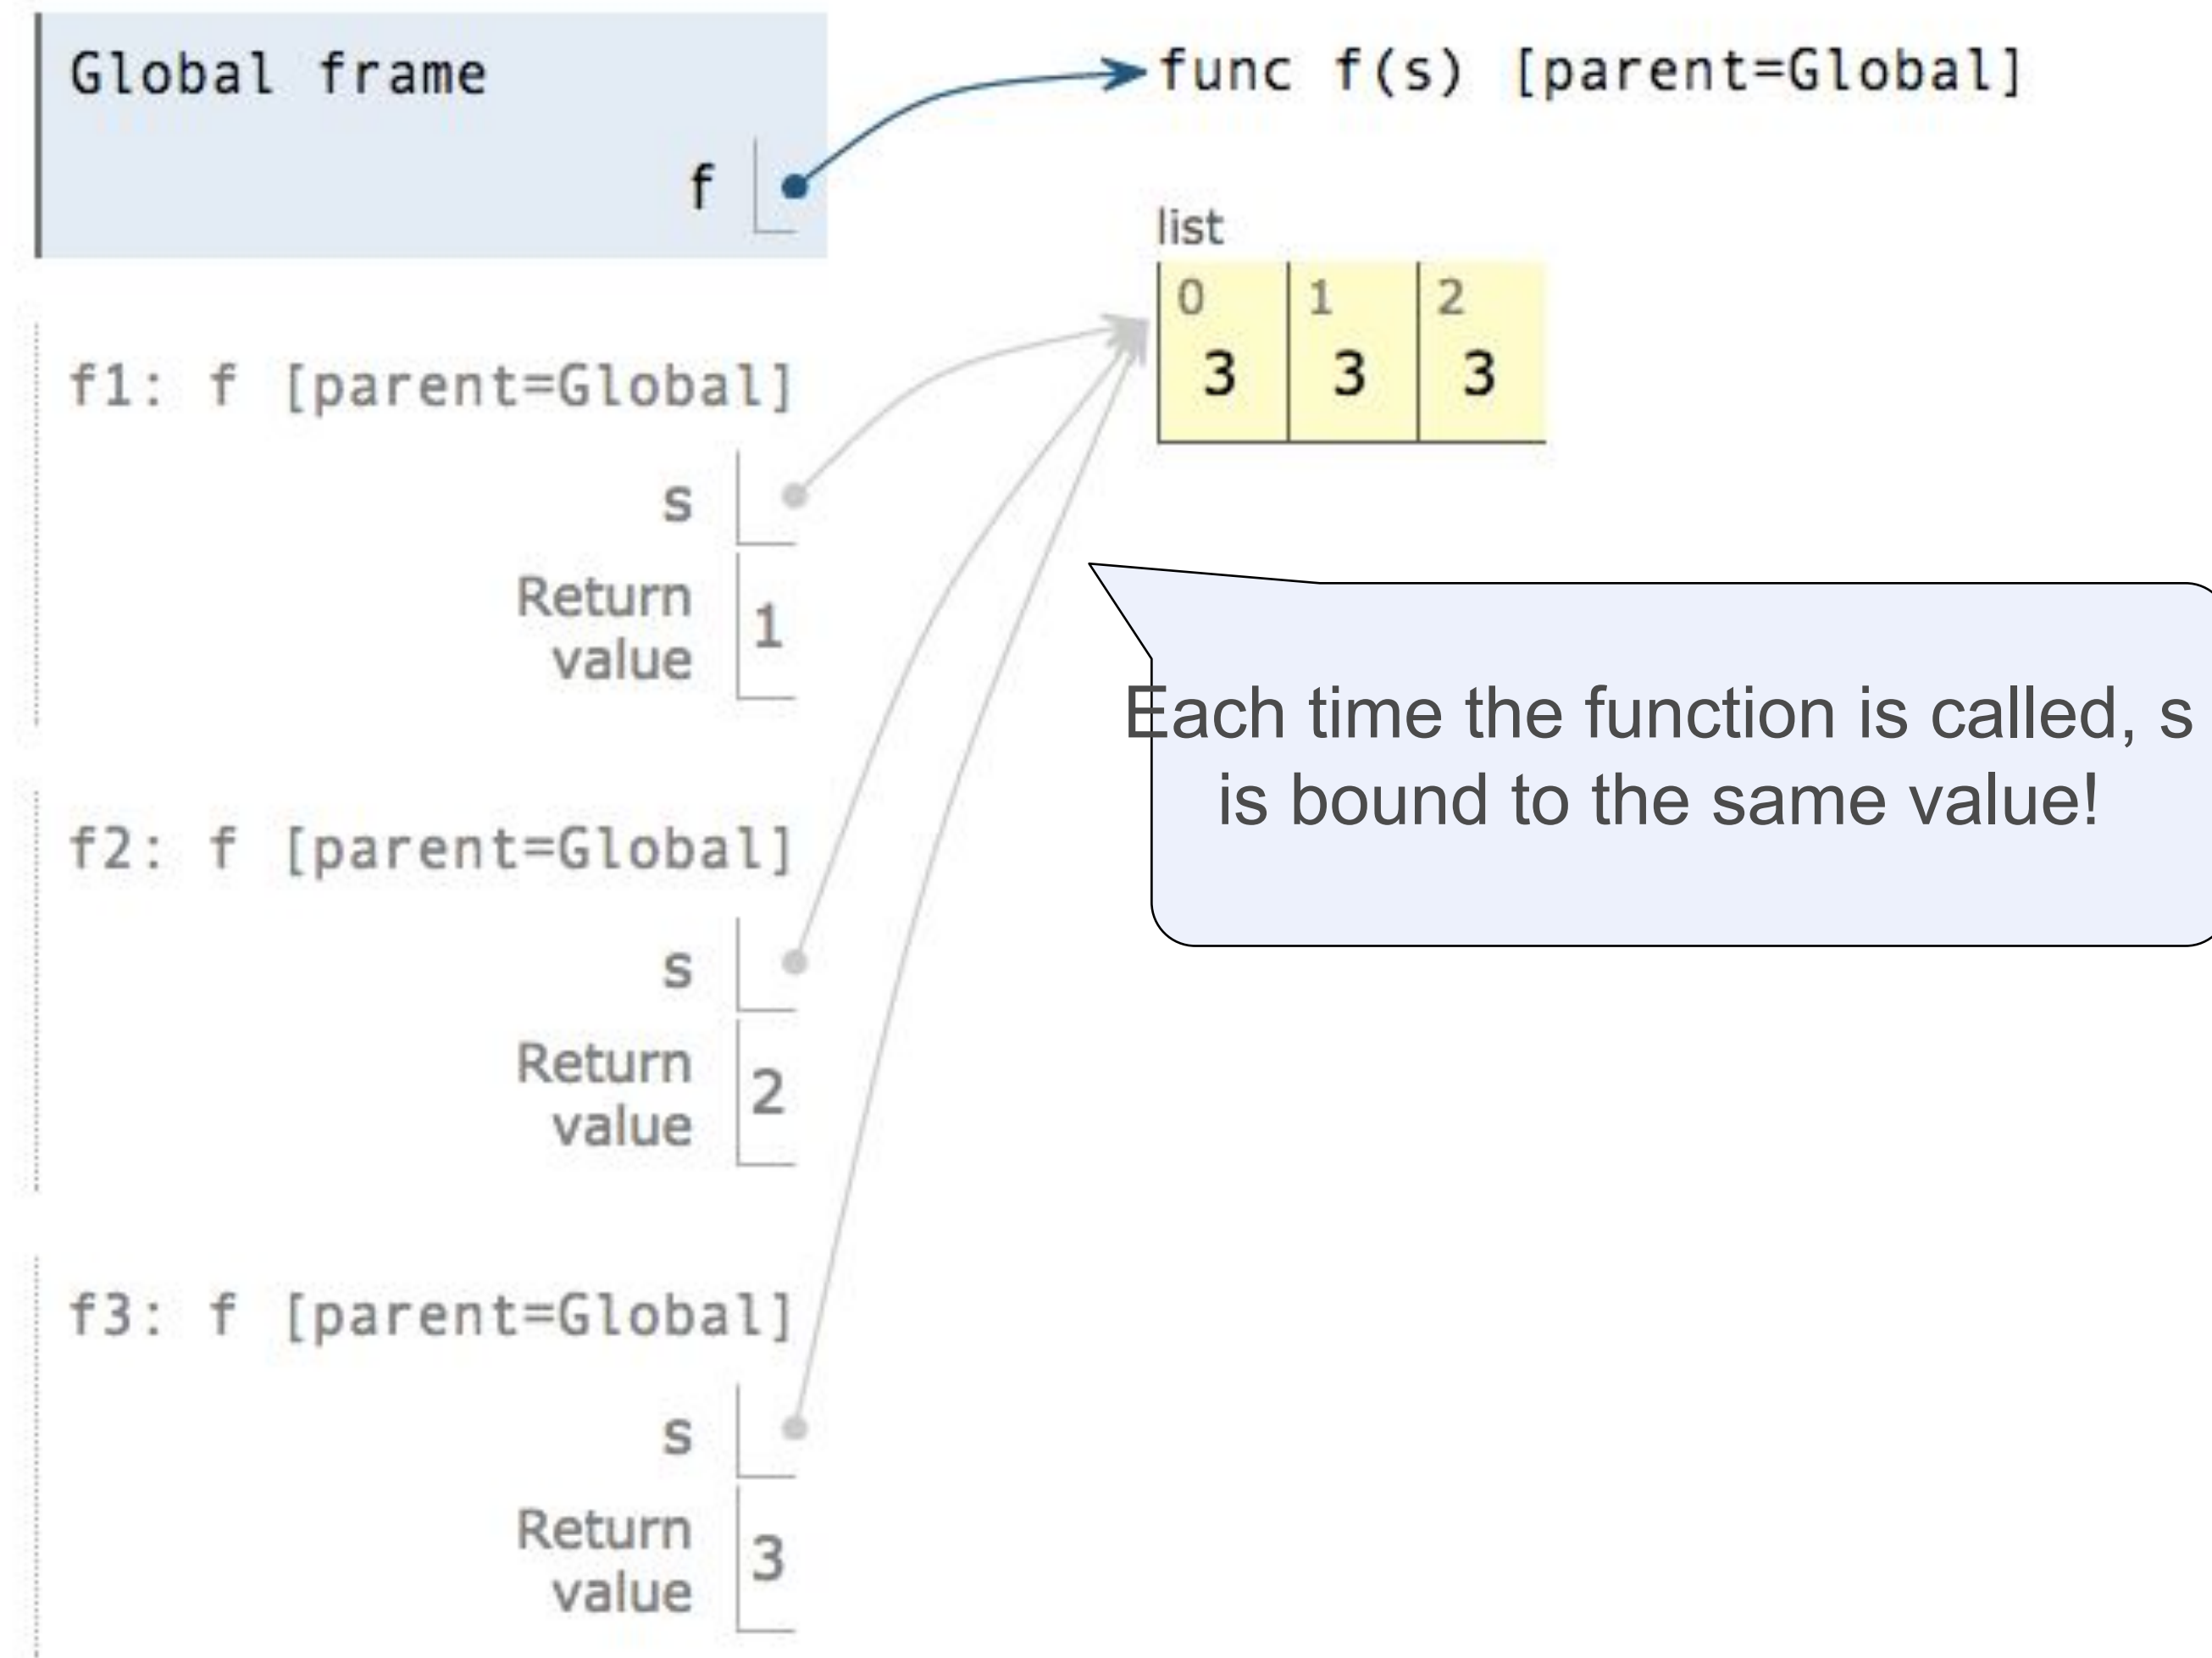 Global frame
f
func f(s) [parent=Global]
list
0 1 2
3 3 3
f1: f [parent=Global]
s
Return
value
1
Each time the function is called, s
is bound to the same value!
f2: f [parent=Global]
s
Return
value
2
f3: f [parent=Global]
s
Return
value
3